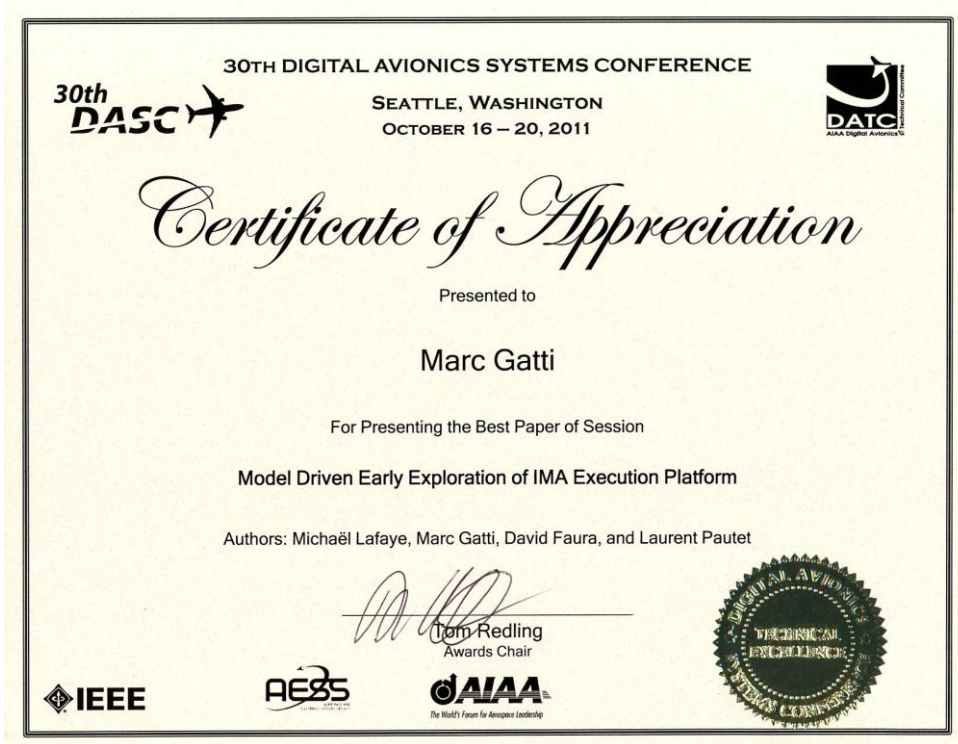 30TH DIGITAL AVIONICS SYSTEMS CONFERENCE
30th
DASC
SEATTLE, WASHINGTON
OCTOBER 16 – 20, 2011
DATC
AIAA Digital Avionics
Technical Committee
Certificate of Appreciation
Presented to
Marc Gatti
For Presenting the Best Paper of Session
Model Driven Early Exploration of IMA Execution Platform
Authors: Michaël Lafaye, Marc Gatti, David Faura, and Laurent Pautet
Tom Redling
Awards Chair
DIGITAL AVIONICS
TECHNICAL
EXCELLENCE
SYSTEM CONFERENCE
IEEE
AESS
AIAA
The World's Forum for Aerospace Leadership